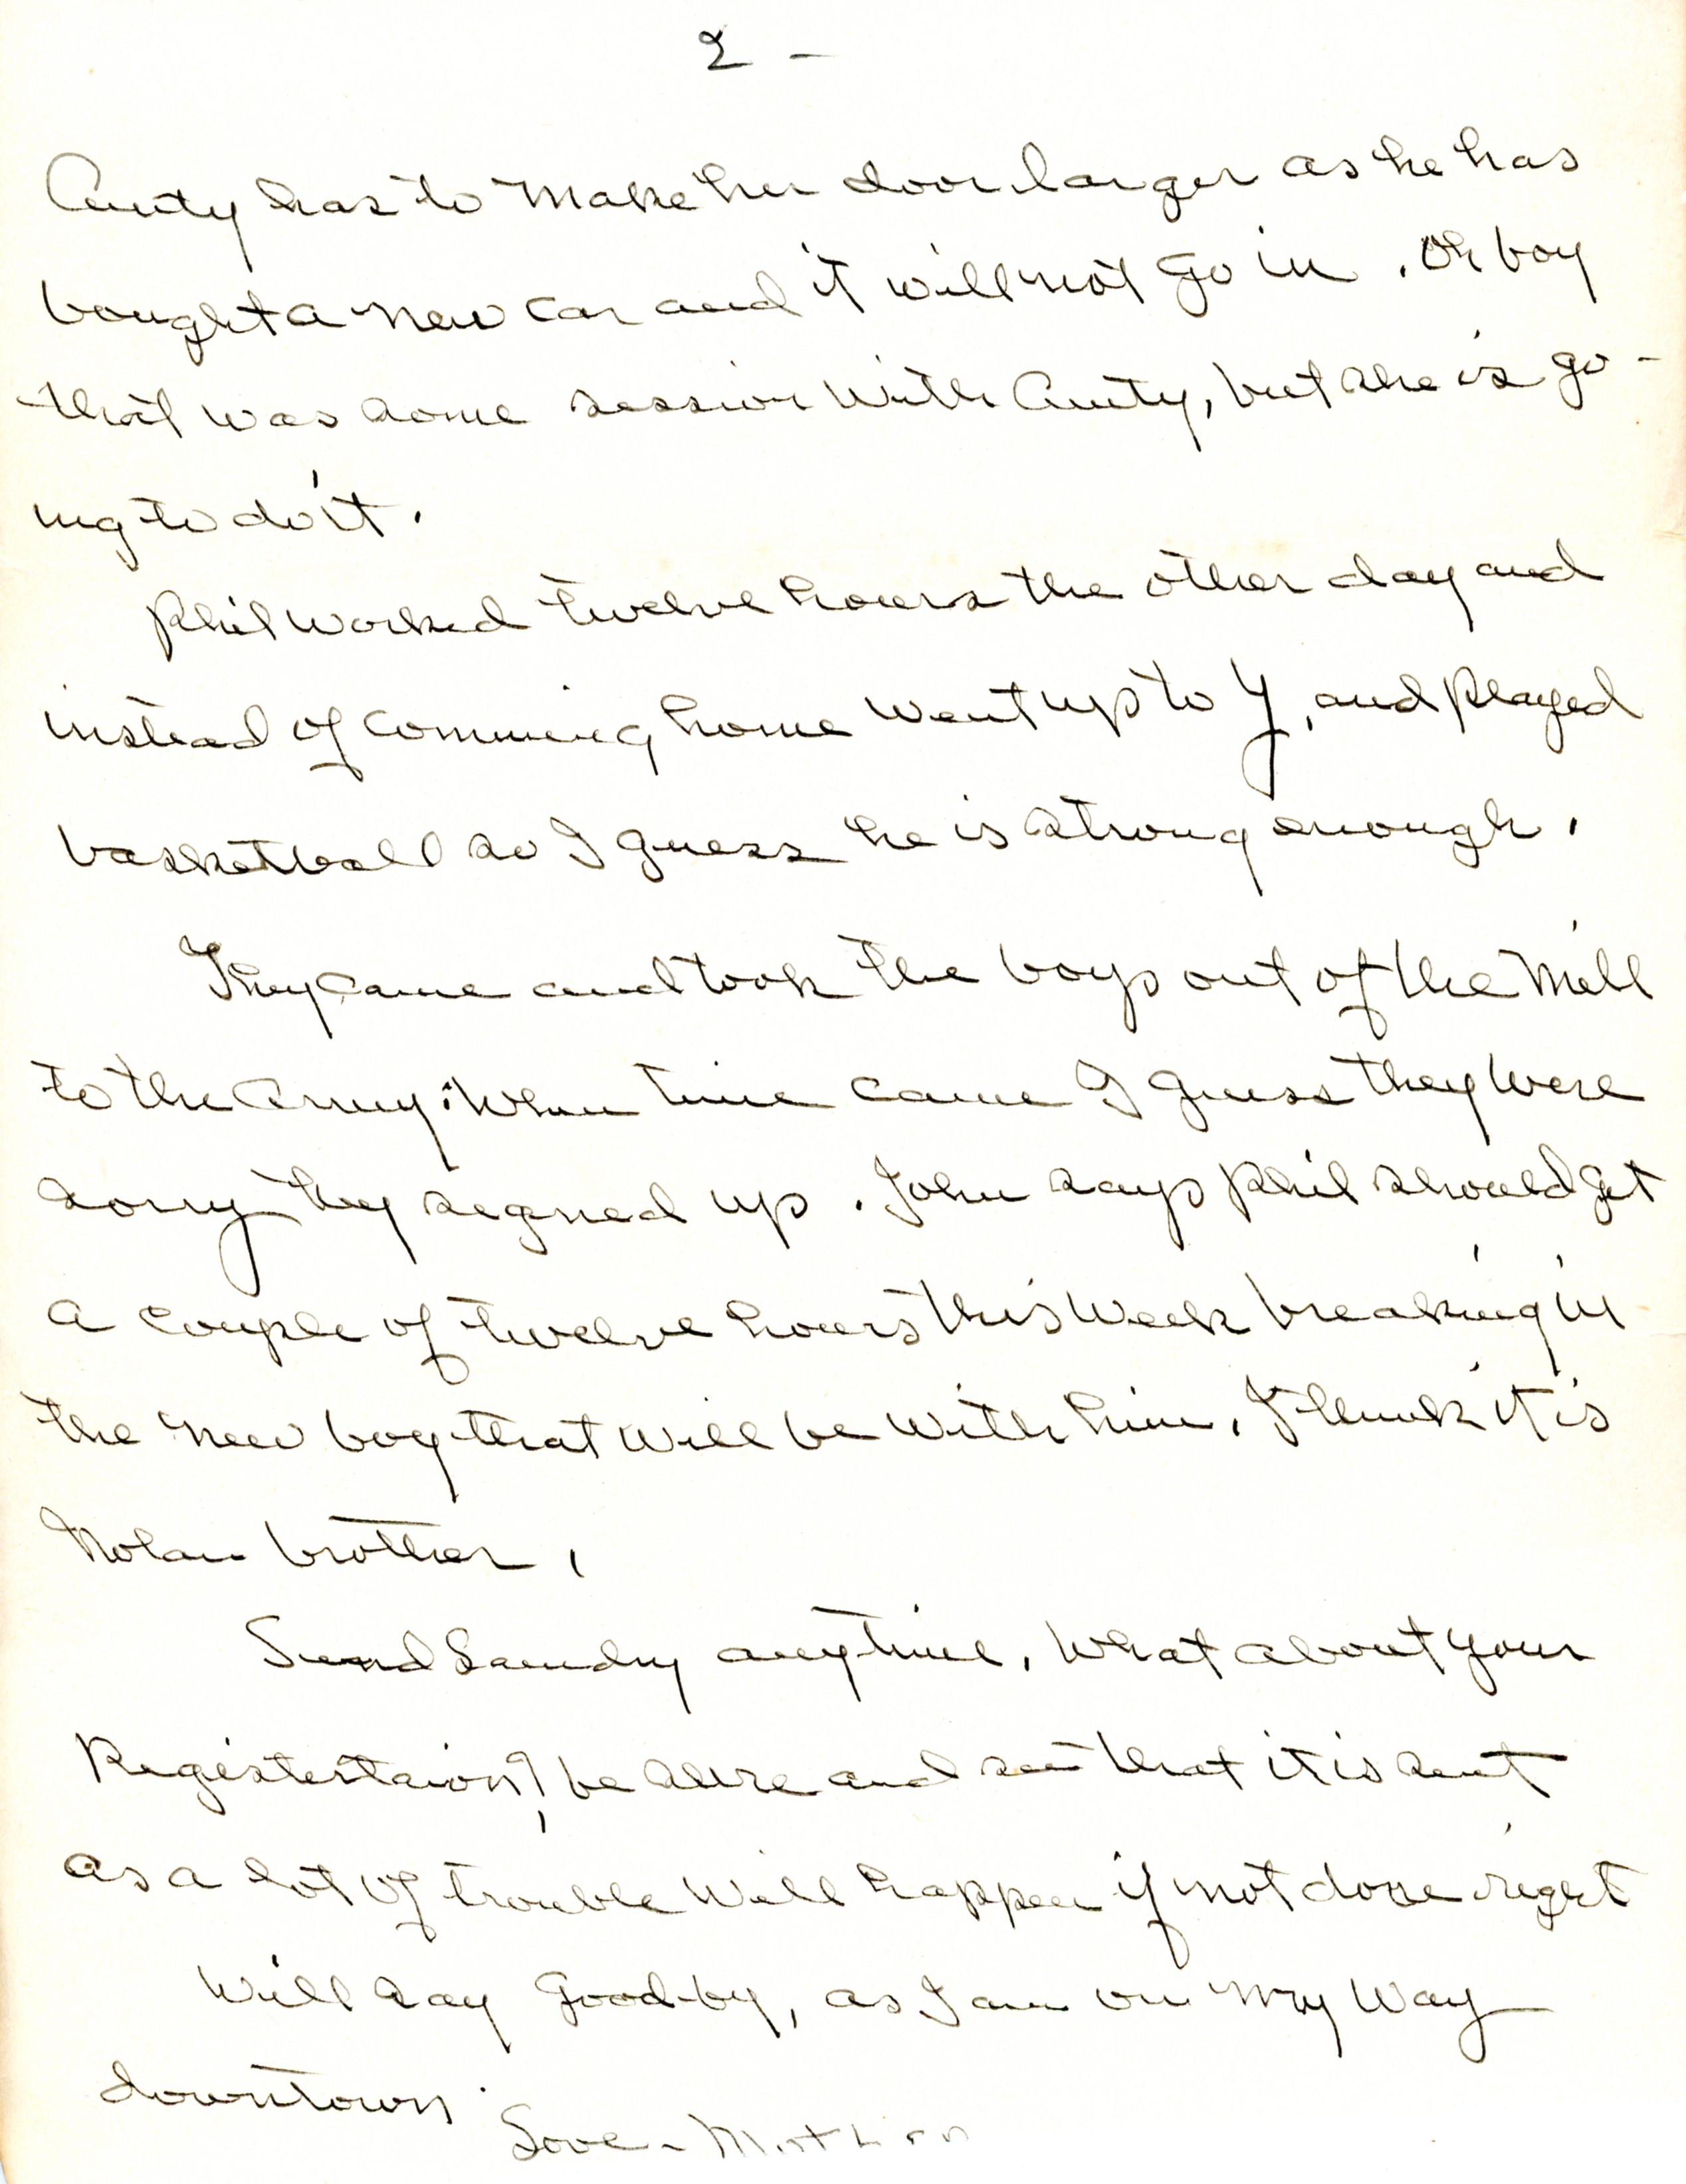 2 -
Aunty has to make her door larger as he has
bought a new car and it will not go in. Oh boy
that was some session with Aunty, but she is go-
ing to do it.
Phil worked twelve hours the other day and
instead of comming home went up to Y, and played
basketball so I guess he is strong enough.
They came and took the boys out of the Mill
to the Army: When time came I guess they were
sorry they signed up. John says Phil should get
a couple of twelve hours this week breaking in
the new boy that will be with him. I think it is
Nolan brother.
Send Laundry anytime. What about your
Registertaion? be sure and see that it is sent
as a lot of trouble will happen if not done right
Will say Good-by, as I am on my way
downtown.
Love - Mother